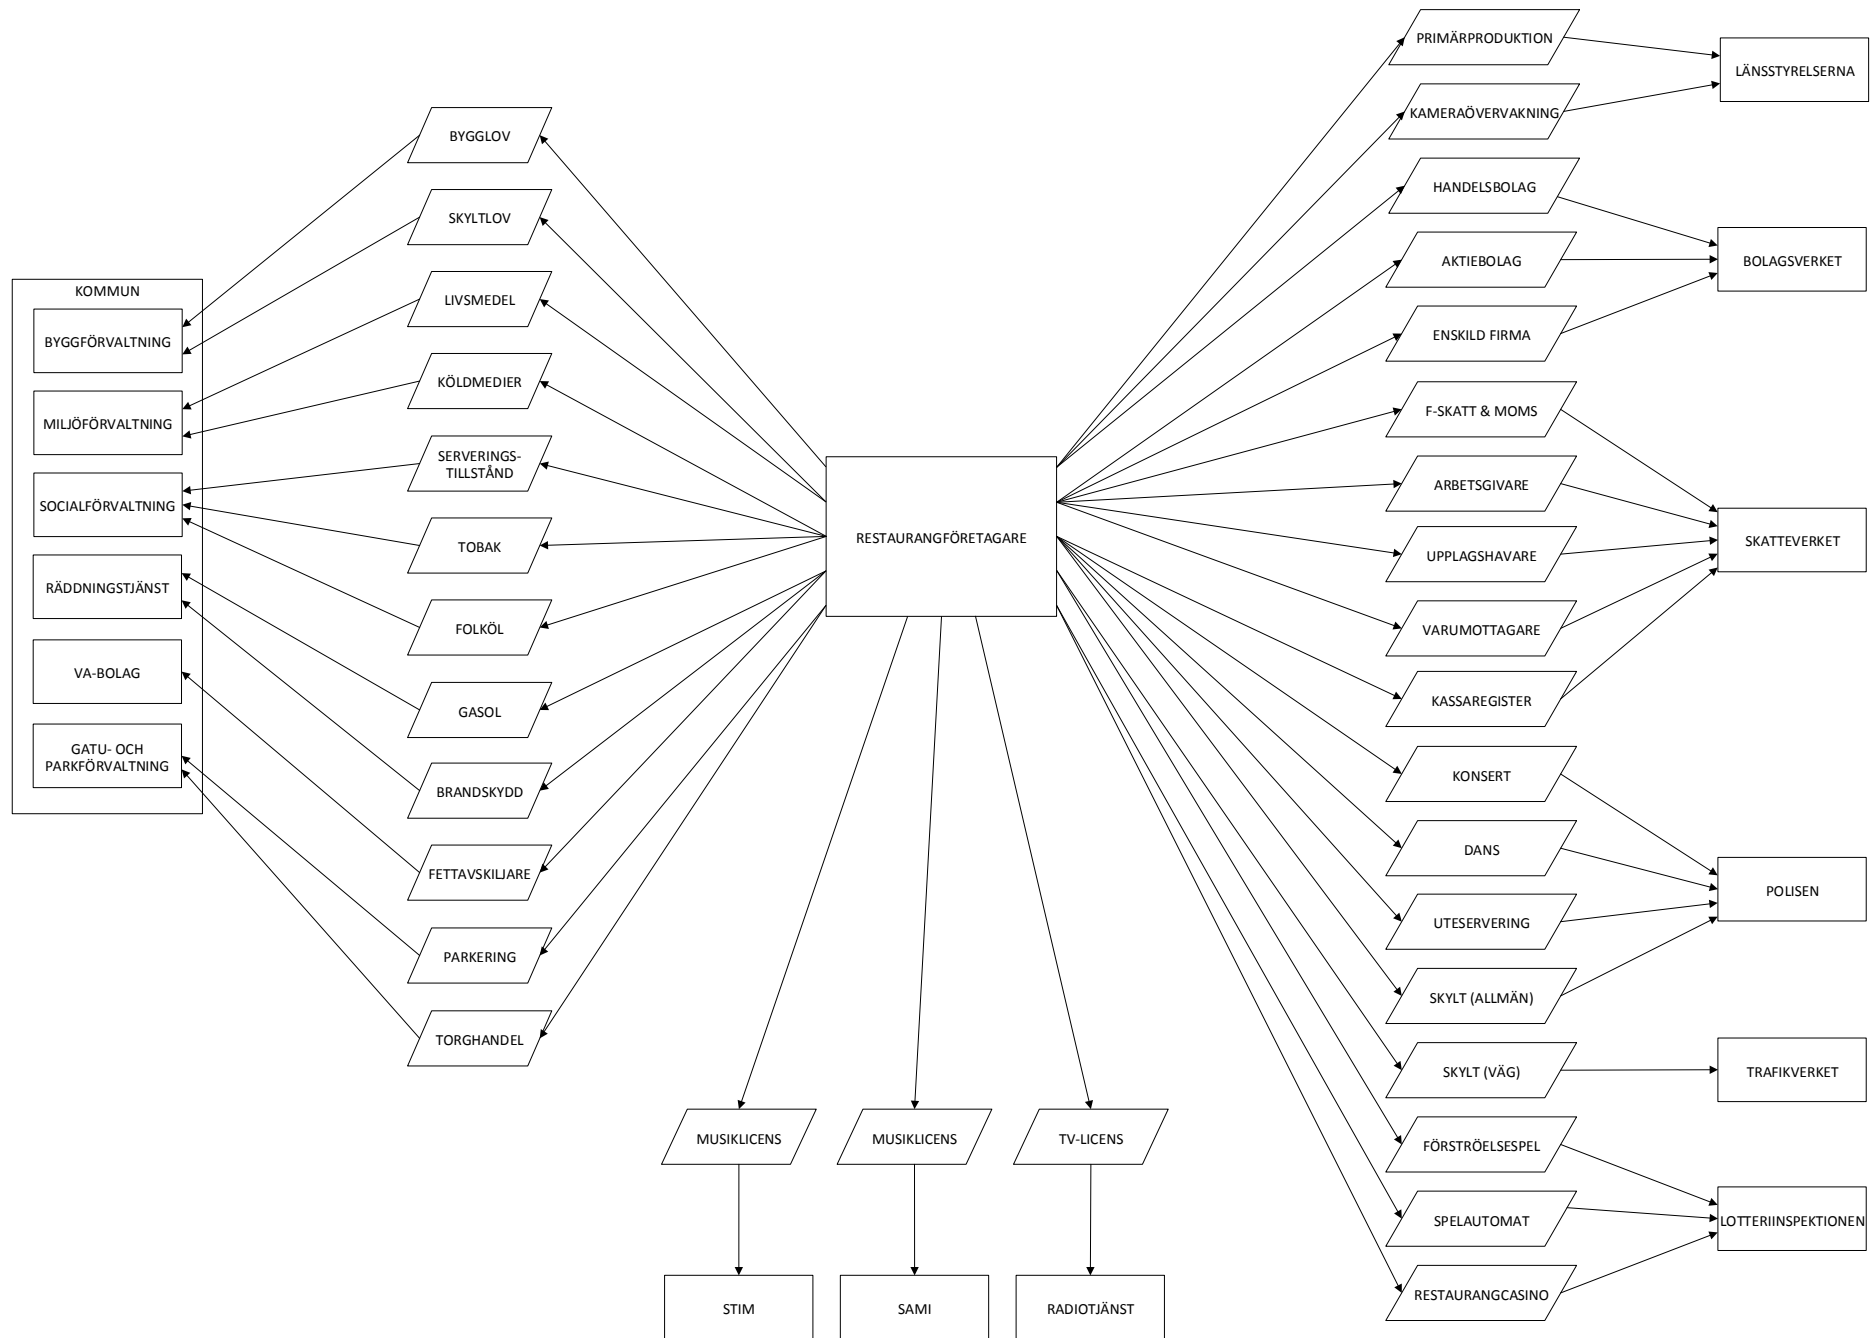 KOMMUN
BYGGFÖRVALTNING
MILJÖFÖRVALTNING
SOCIALFÖRVALTNING
RÄDDNINGSTJÄNST
VA-BOLAG
GATU- OCH
PARKFÖRVALTNING
BYGGLOV
SKYLTLOV
LIVSMEDEL
KÖLDMEDIER
SERVERINGS-
TILLSTÅND
TOBAK
FOLKÖL
GASOL
BRANDSKYDD
FETTAVSKILJARE
PARKERING
TORGHANDEL
RESTAURANGFÖRETAGARE
MUSIKLICENS
MUSIKLICENS
TV-LICENS
STIM
SAMI
RADIOTJÄNST
PRIMÄRPRODUKTION
KAMERAÖVERVAKNING
HANDELSBOLAG
AKTIEBOLAG
ENSKILD FIRMA
F-SKATT & MOMS
ARBETSGIVARE
UPPLAGSHAVARE
VARUMOTTAGARE
KASSAREGISTER
KONSERT
DANS
UTESERVERING
SKYLT (ALLMÄN)
SKYLT (VÄG)
FÖRSTRÖELSESPEL
SPELAUTOMAT
RESTAURANGCASINO
LÄNSSTYRELSERNA
BOLAGSVERKET
SKATTEVERKET
POLISEN
TRAFIKVERKET
LOTTERIINSPEKTIONEN